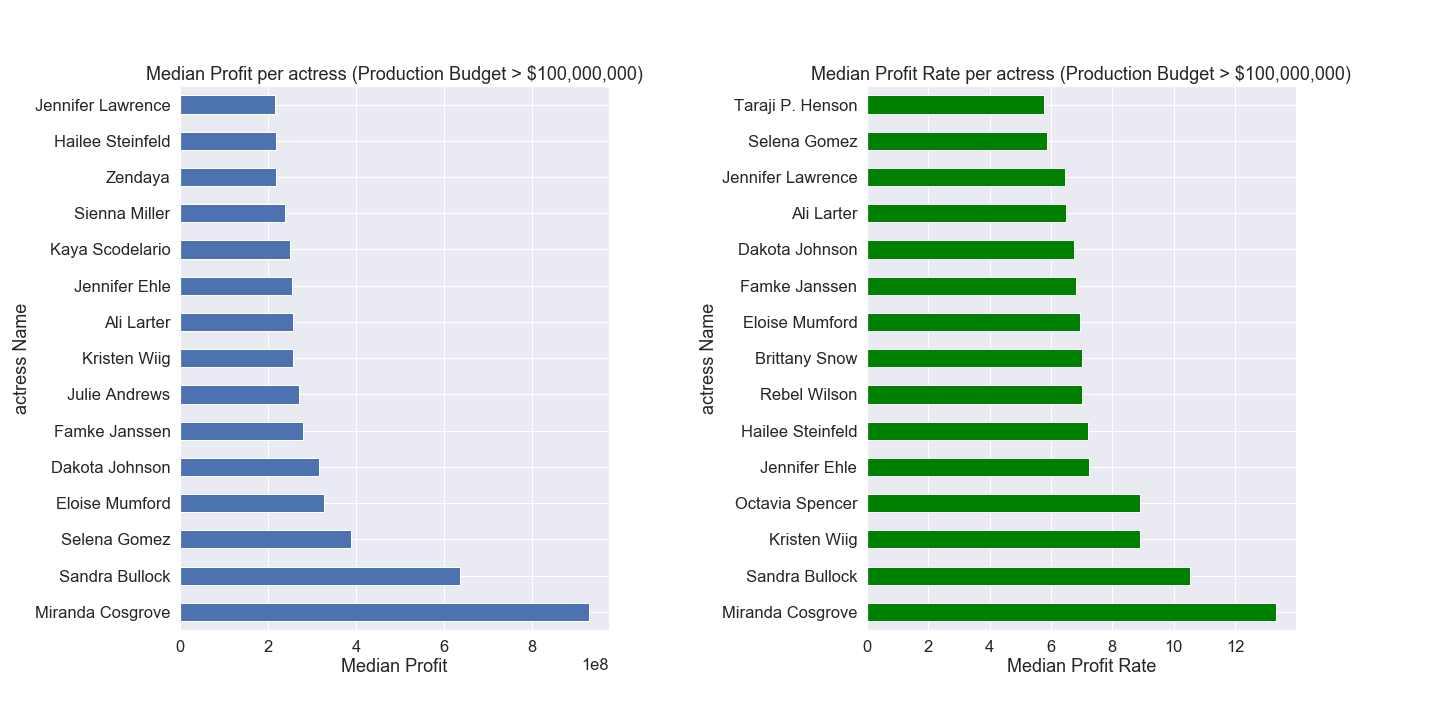 Median Profit per actress (Production Budget > $100,000,000)
Jennifer Lawrence
Hailee Steinfeld
Zendaya
Sienna Miller
Kaya Scodelario
Jennifer Ehle
Ali Larter
Kristen Wiig
Julie Andrews
Famke Janssen
Dakota Johnson
Eloise Mumford
Selena Gomez
Sandra Bullock
Miranda Cosgrove
actress Name
0 2 4 6 8
1e8
Median Profit
Median Profit Rate per actress (Production Budget > $100,000,000)
Taraji P. Henson
Selena Gomez
Jennifer Lawrence
Ali Larter
Dakota Johnson
Famke Janssen
Eloise Mumford
Brittany Snow
Rebel Wilson
Hailee Steinfeld
Jennifer Ehle
Octavia Spencer
Kristen Wiig
Sandra Bullock
Miranda Cosgrove
actress Name
0 2 4 6 8 10 12
Median Profit Rate